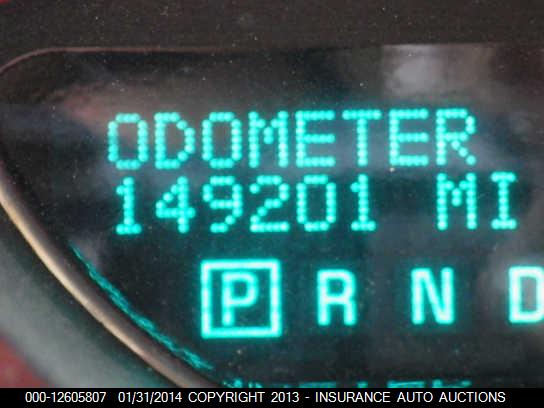 ODOMETER
149201 MI
P R N D
000-12605807 01/31/2014 COPYRIGHT 2013 - INSURANCE AUTO AUCTIONS